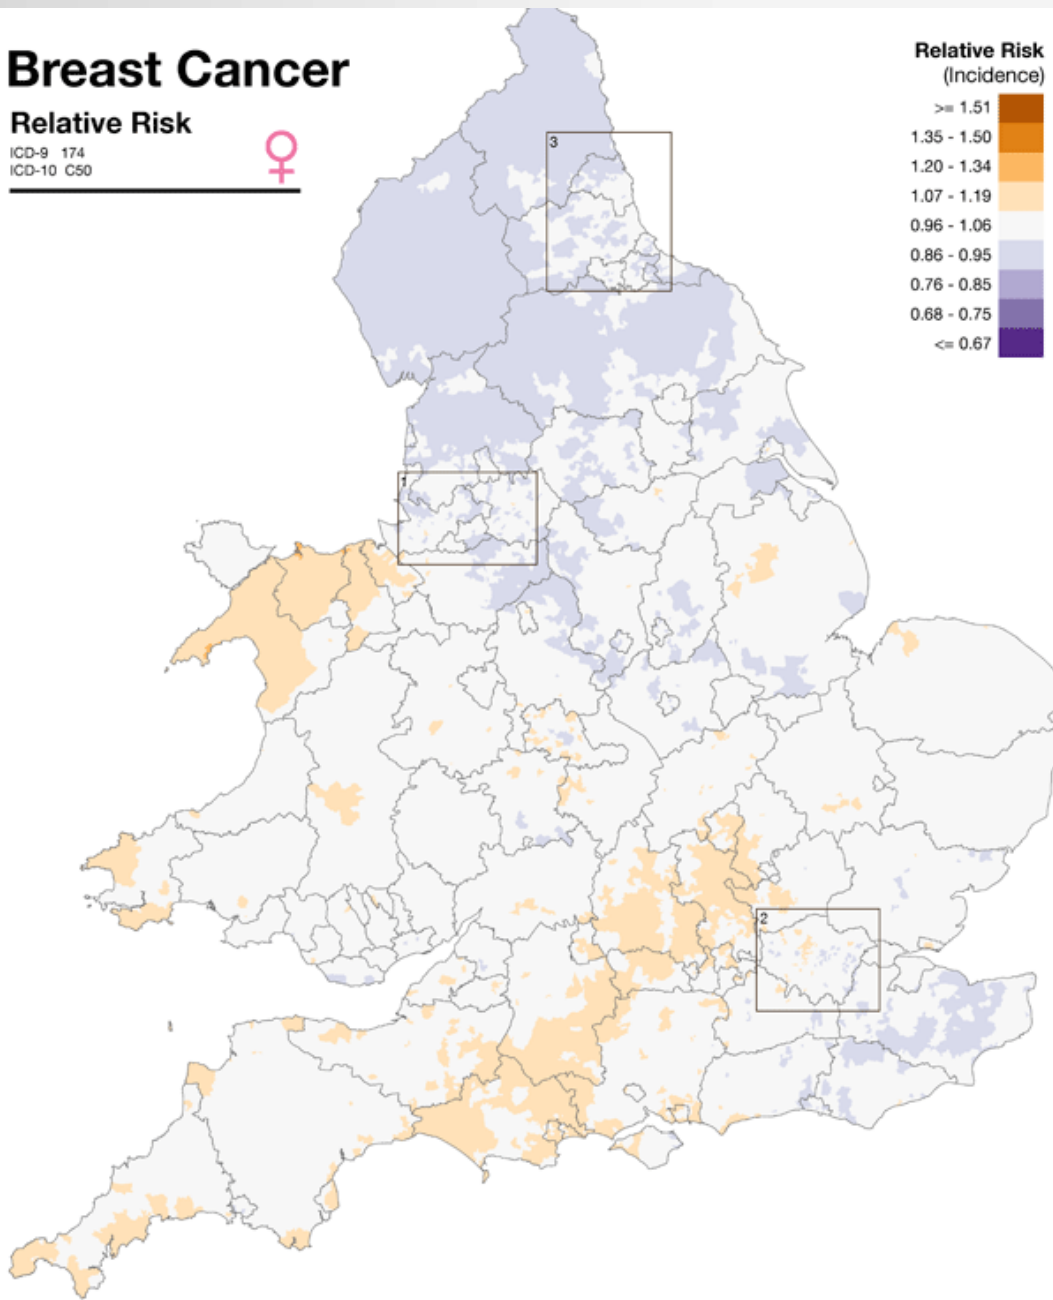 Breast Cancer
Relative Risk
ICD-9 174
ICD-10 C50
Relative Risk
(Incidence)
>= 1.51
1.35 - 1.50
1.20 - 1.34
1.07 - 1.19
0.96 - 1.06
0.86 - 0.95
0.76 - 0.85
0.68 - 0.75
<= 0.67
3
1
2